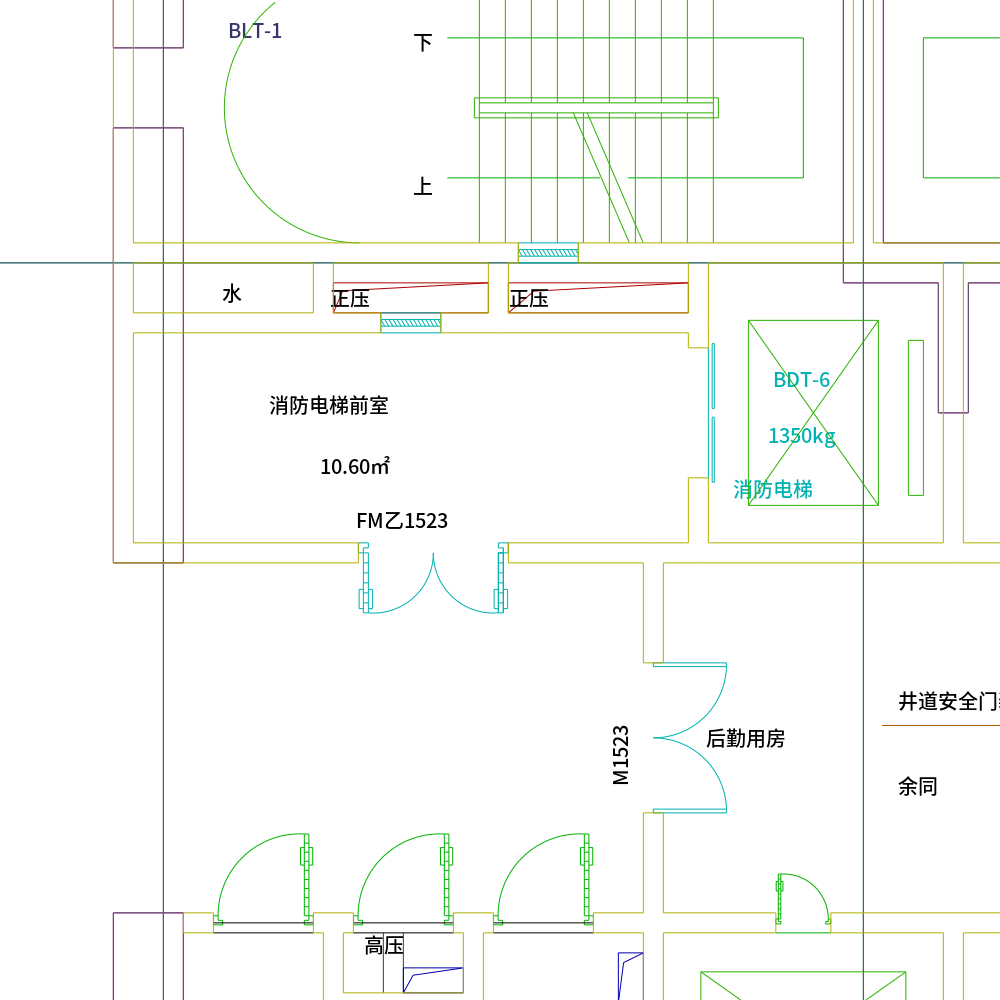 BLT-1
下
上
水
正压
正压
BDT-6
1350kg
消防电梯
消防电梯前室
10.60㎡
FM乙1523
M1523
后勤用房
井道安全门
余同
高压